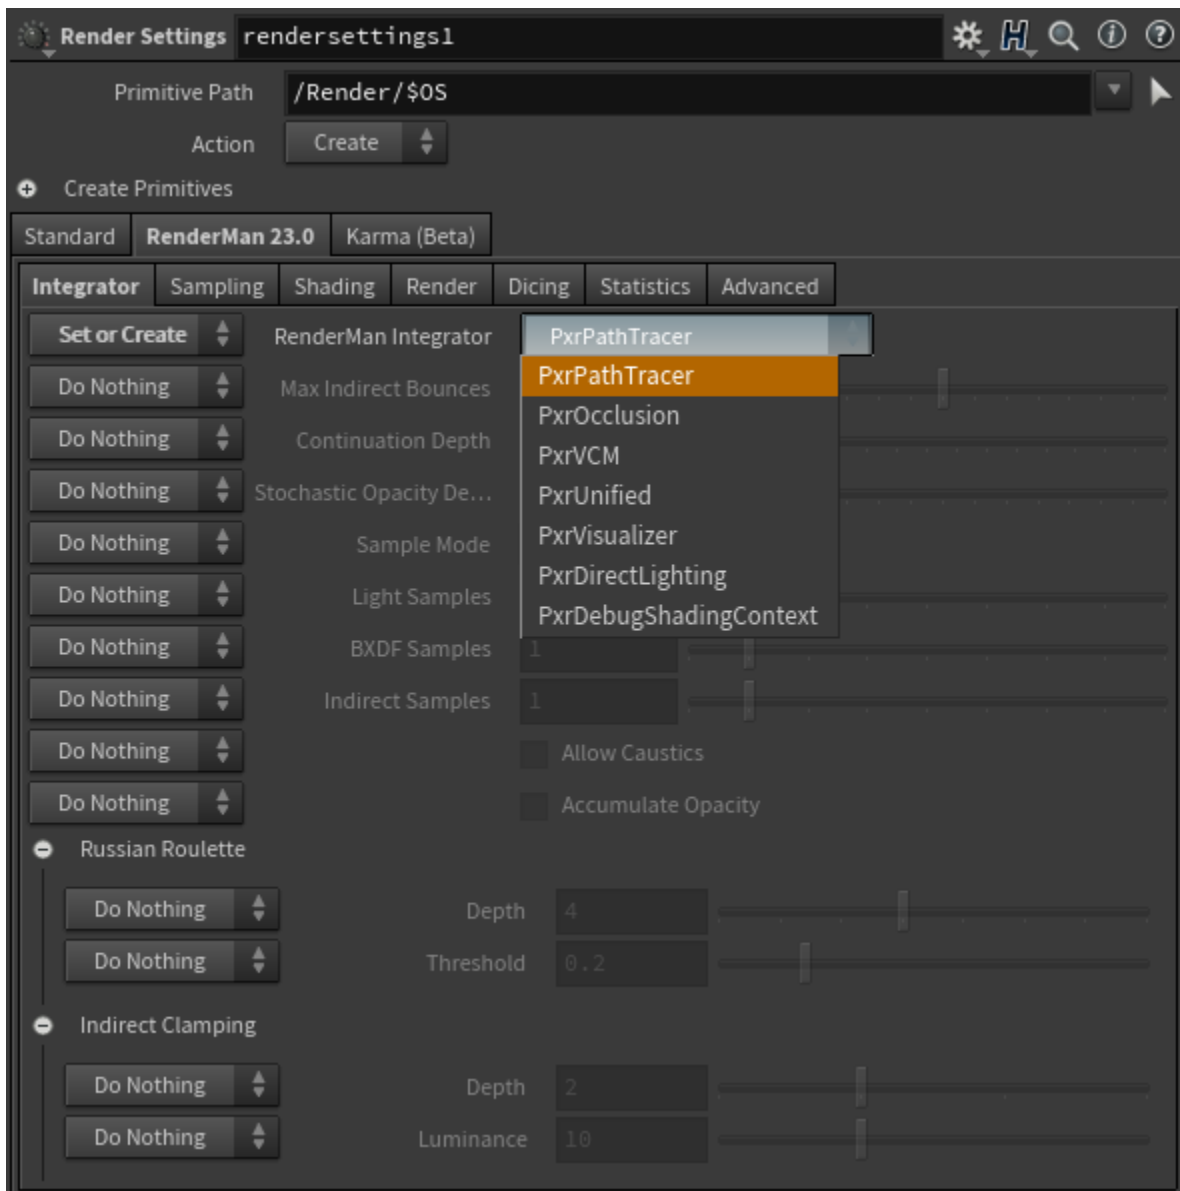 Render Settings rendersettings1
Primitive Path /Render/$OS
Action Create
Create Primitives
Standard RenderMan 23.0 Karma (Beta)
Integrator Sampling Shading Render Dicing Statistics Advanced
Set or Create RenderMan Integrator PxrPathTracer
Do Nothing Max Indirect Bounces PxrPathTracer
Do Nothing Continuation Depth PxrOcclusion
PxrVCM
Do Nothing Stochastic Opacity De... PxrUnified
Do Nothing Sample Mode PxrVisualizer
Do Nothing Light Samples PxrDirectLighting
PxrDebugShadingContext
Do Nothing BXDF Samples 1
Do Nothing Indirect Samples 1
Do Nothing Allow Caustics
Do Nothing Accumulate Opacity
Russian Roulette
Do Nothing Depth 4
Do Nothing Threshold 0.2
Indirect Clamping
Do Nothing Depth 2
Do Nothing Luminance 10